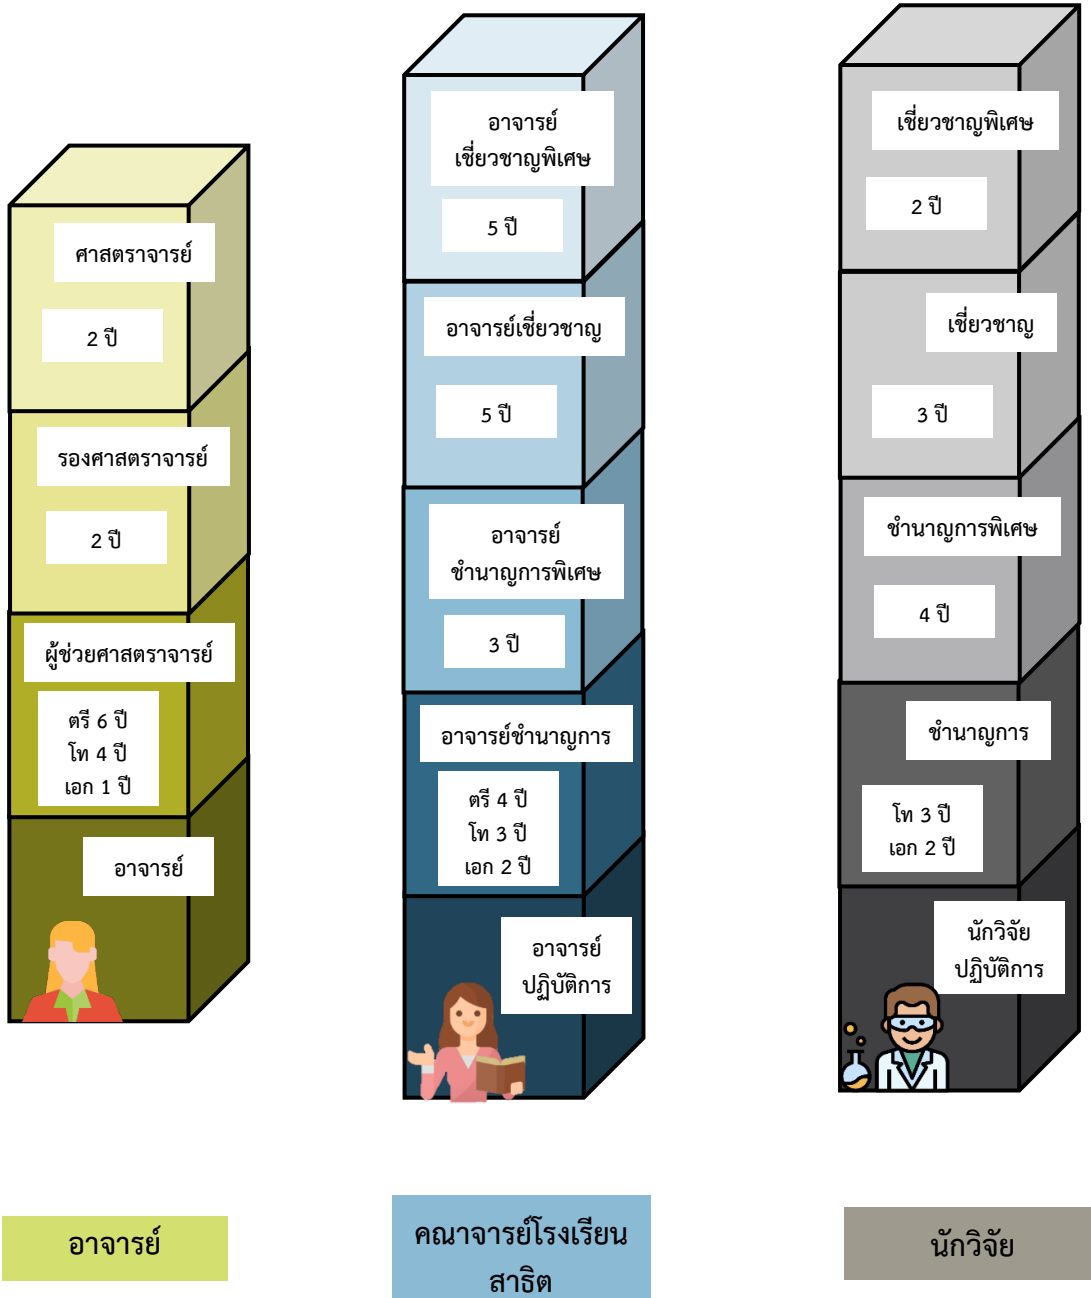 ศาสตราจารย์
2 ปี
รองศาสตราจารย์
2 ปี
ผู้ช่วยศาสตราจารย์
ตรี 6 ปี
โท 4 ปี
เอก 1 ปี
อาจารย์
อาจารย์
อาจารย์
เชี่ยวชาญพิเศษ
5 ปี
อาจารย์เชี่ยวชาญ
5 ปี
อาจารย์
ชำนาญการพิเศษ
3 ปี
อาจารย์ชำนาญการ
ตรี 4 ปี
โท 3 ปี
เอก 2 ปี
อาจารย์
ปฏิบัติการ
คณาจารย์โรงเรียน
สาธิต
เชี่ยวชาญพิเศษ
2 ปี
เชี่ยวชาญ
3 ปี
ชำนาญการพิเศษ
4 ปี
ชำนาญการ
โท 3 ปี
เอก 2 ปี
นักวิจัย
ปฏิบัติการ
นักวิจัย